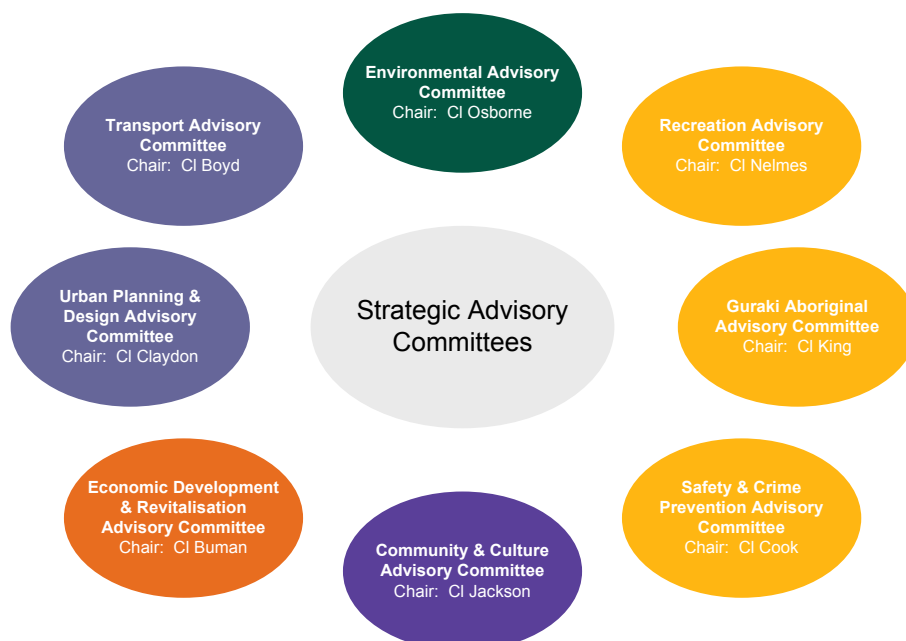 Environmental Advisory
Committee
Chair: Cl Osborne
Transport Advisory
Committee
Chair: Cl Boyd
Recreation Advisory
Committee
Chair: Cl Nelmes
Urban Planning &
Design Advisory
Committee
Chair: Cl Claydon
Strategic Advisory
Committees
Guraki Aboriginal
Advisory Committee
Chair: Cl King
Economic Development
& Revitalisation
Advisory Committee
Chair: Cl Buman
Community & Culture
Advisory Committee
Chair: Cl Jackson
Safety & Crime
Prevention Advisory
Committee
Chair: Cl Cook